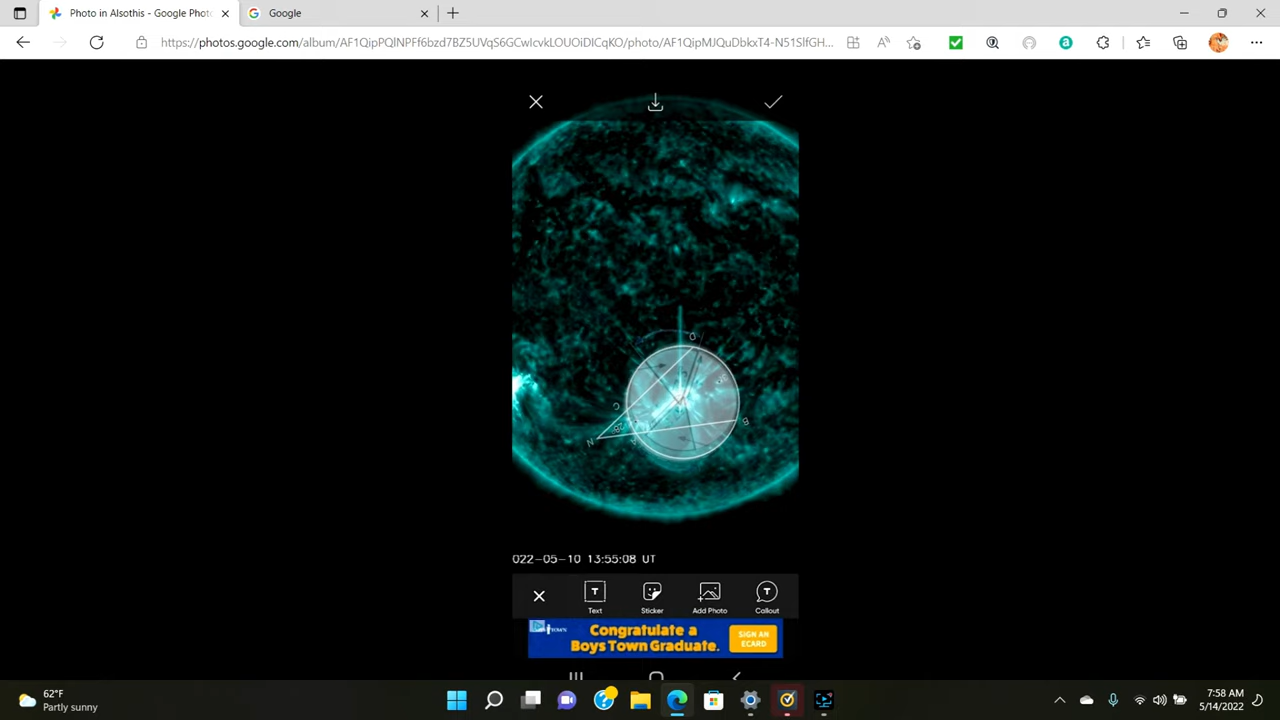 Photo in Alsothis - Google Phot
Google
https://photos.google.com/album/AF1QipPQlNPFf6bzd7BZ5UVqS6GCwIcvkLOUOiDICqKO/photo/AF1QipMJQuDbkxT4-N51SlfGH...
D
C
28
B
N
022-05-10 13:55:08 UT
Text
Sticker
Add Photo
Callout
Congratulate a
Boys Town Graduate.
SIGN AN
ECARD
62°F
Partly sunny
7:58 AM
5/14/2022